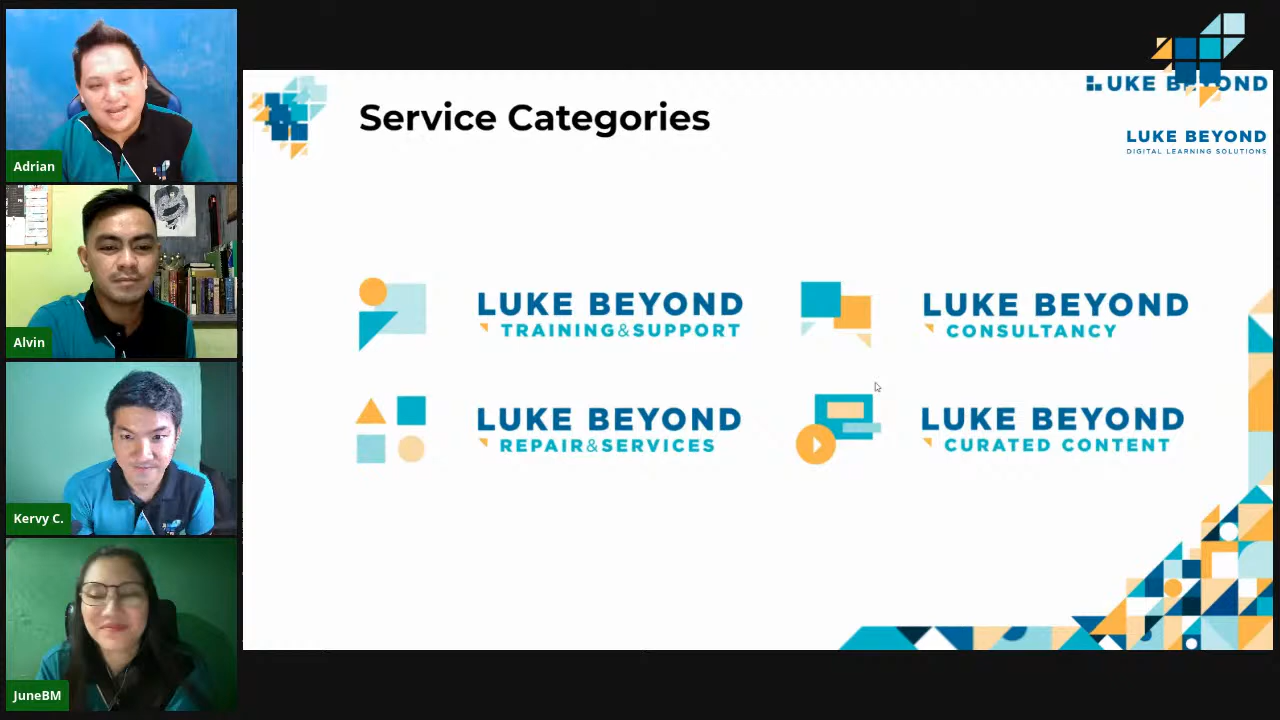 Adrian
Alvin
Kervy C.
JuneBM
Service Categories
LUKE BEYOND
LUKE BEYOND
DIGITAL LEARNING SOLUTIONS
LUKE BEYOND
TRAINING&SUPPORT
LUKE BEYOND
CONSULTANCY
LUKE BEYOND
REPAIR&SERVICES
LUKE BEYOND
CURATED CONTENT